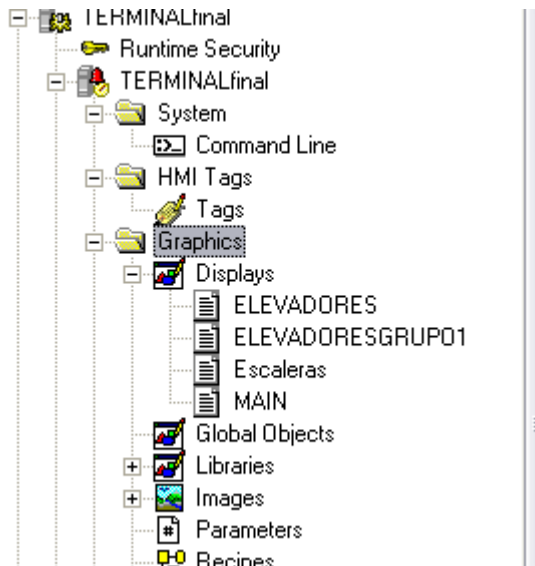 TERMINALfinal
Runtime Security
TERMINALfinal
System
Command Line
HMI Tags
Tags
Graphics
Displays
ELEVADORES
ELEVADORESGRUPO1
Escaleras
MAIN
Global Objects
Libraries
Images
Parameters
Recipes